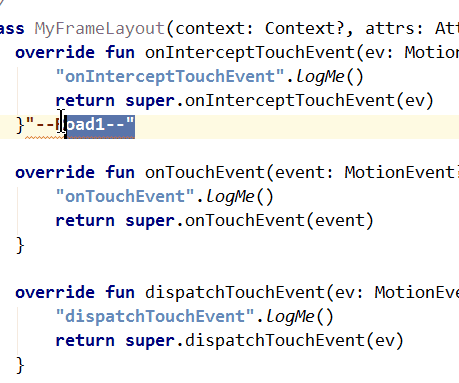 ass MyFrameLayout(context: Context?, attrs: Att
override fun onInterceptTouchEvent(ev: Motion
"onInterceptTouchEvent".logMe()
return super.onInterceptTouchEvent(ev)
}"--Road1--"
override fun onTouchEvent(event: MotionEvent?
"onTouchEvent".logMe()
return super.onTouchEvent(event)
}
override fun dispatchTouchEvent(ev: MotionEve
"dispatchTouchEvent".logMe()
return super.dispatchTouchEvent(ev)
}